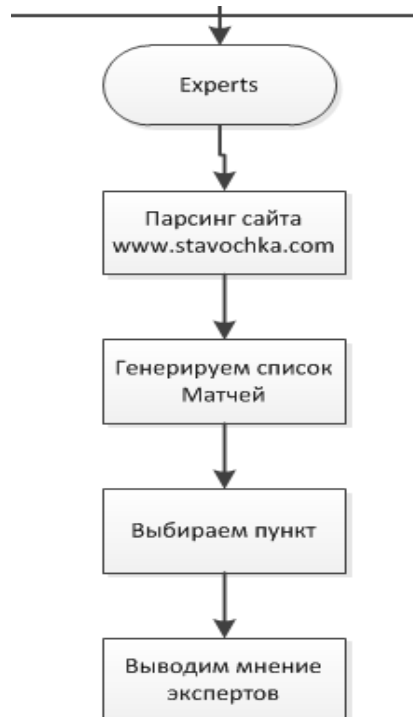 Experts
Парсинг сайта
www.stavochka.com
Генерируем список
Матчей
Выбираем пункт
Выводим мнение
экспертов